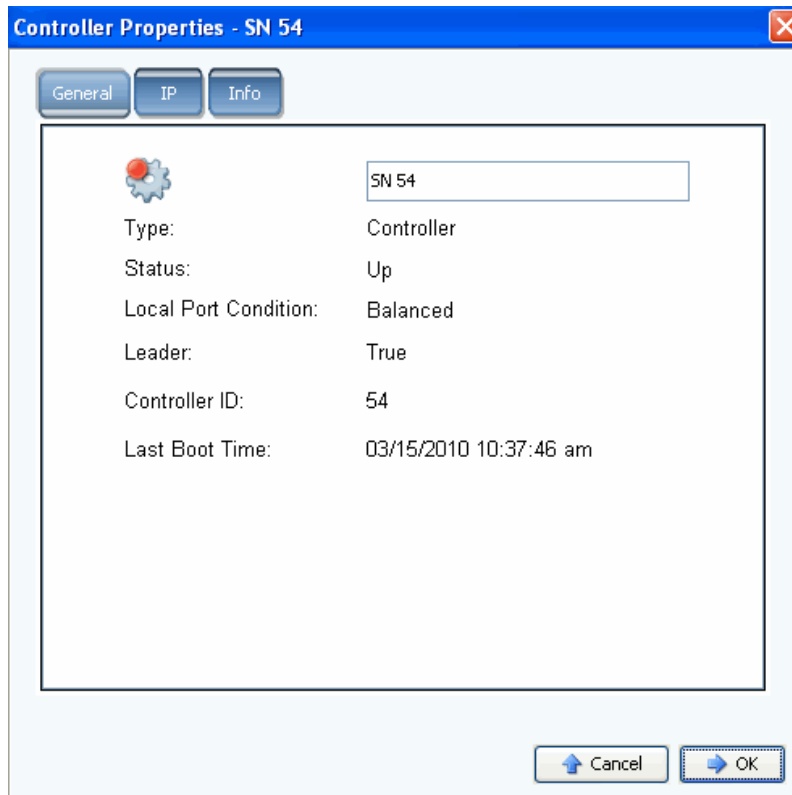 Controller Properties - SN 54
General IP Info
SN 54
Type: Controller
Status: Up
Local Port Condition: Balanced
Leader: True
Controller ID: 54
Last Boot Time: 03/15/2010 10:37:46 am
Cancel OK